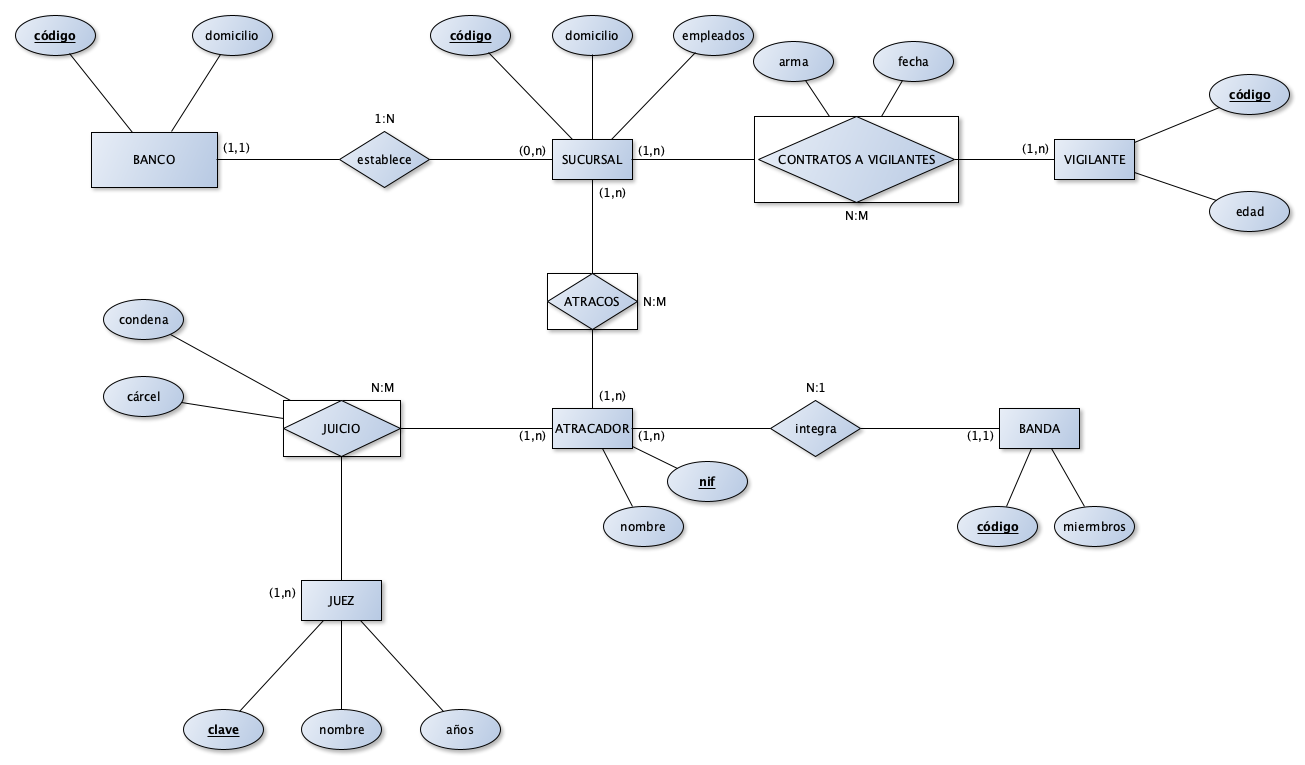 código
domicilio
código
domicilio
empleados
arma
fecha
código
1:N
BANCO
(1,1)
establece
(0,n)
SUCURSAL
(1,n)
CONTRATOS A VIGILANTES
(1,n)
VIGILANTE
(1,n)
N:M
edad
ATRACOS
N:M
condena
cárcel
N:M
(1,n)
N:1
JUICIO
(1,n)
ATRACADOR
(1,n)
integra
(1,1)
BANDA
nif
nombre
código
miermbros
(1,n)
JUEZ
clave
nombre
años